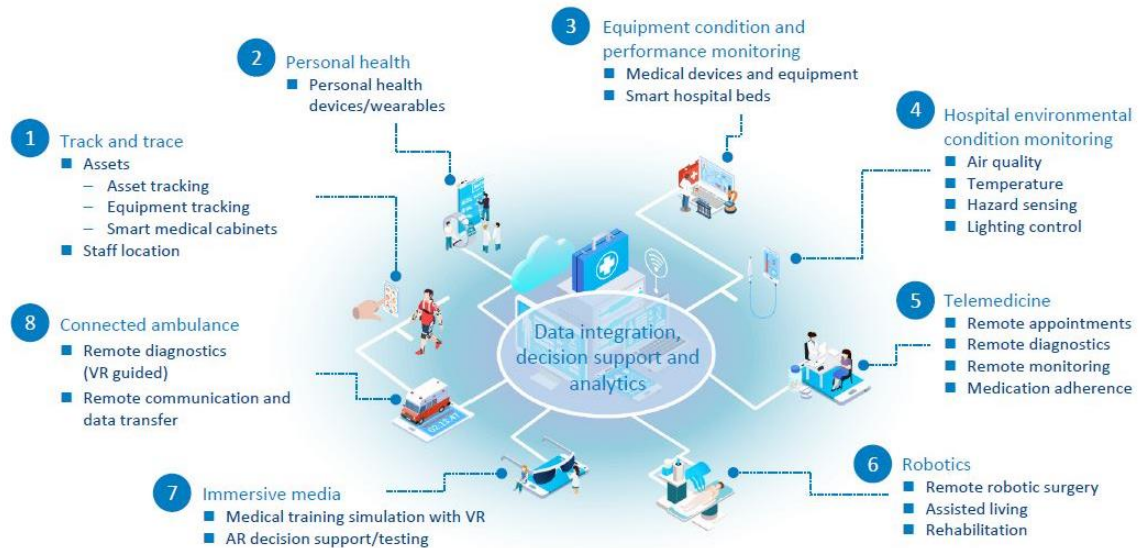 1
Track and trace
■ Assets
– Asset tracking
– Equipment tracking
– Smart medical cabinets
■ Staff location
2
Personal health
■ Personal health
devices/wearables
3
Equipment condition and
performance monitoring
■ Medical devices and equipment
■ Smart hospital beds
4
Hospital environmental
condition monitoring
■ Air quality
■ Temperature
■ Hazard sensing
■ Lighting control
5
Telemedicine
■ Remote appointments
■ Remote diagnostics
■ Remote monitoring
■ Medication adherence
6
Robotics
■ Remote robotic surgery
■ Assisted living
■ Rehabilitation
7
Immersive media
■ Medical training simulation with VR
■ AR decision support/testing
8
Connected ambulance
■ Remote diagnostics
(VR guided)
■ Remote communication and
data transfer
Data integration,
decision support and
analytics